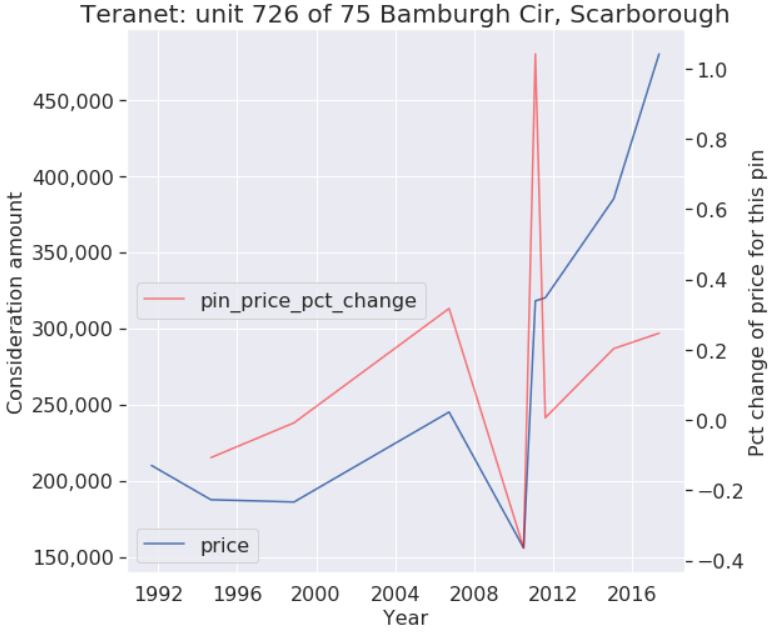 Teranet: unit 726 of 75 Bamburgh Cir, Scarborough
Consideration amount
450,000
400,000
350,000
300,000
250,000
200,000
150,000
pin_price_pct_change
price
1.0
0.8
0.6
0.4
0.2
0.0
−0.2
−0.4
Pct change of price for this pin
1992 1996 2000 2004 2008 2012 2016
Year